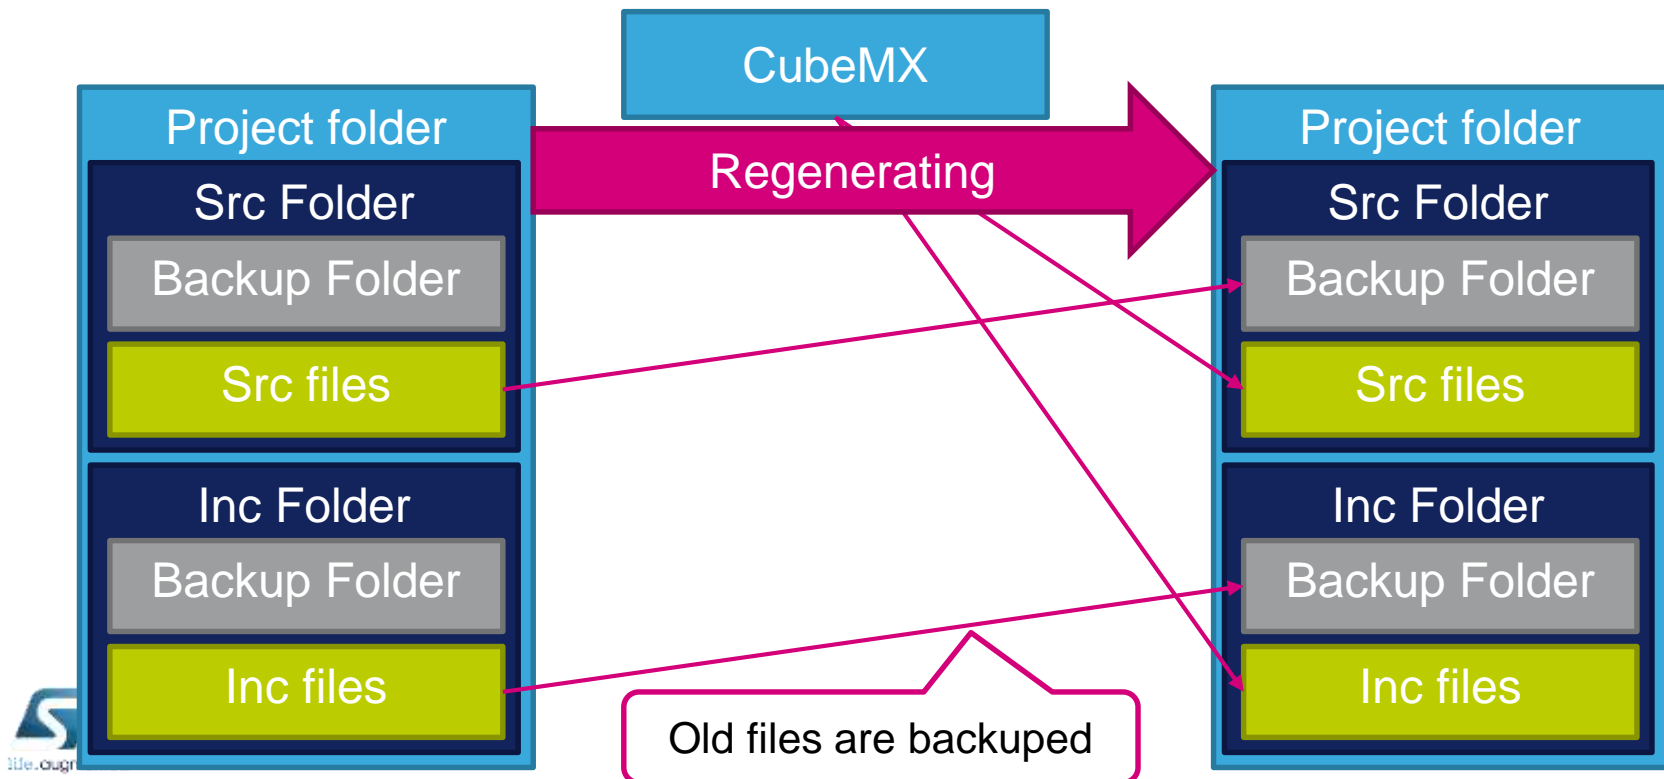 CubeMX
Project folder
Src Folder
Backup Folder
Src files
Inc Folder
Backup Folder
Inc files
Regenerating
Project folder
Src Folder
Backup Folder
Src files
Inc Folder
Backup Folder
Inc files
Old files are backuped